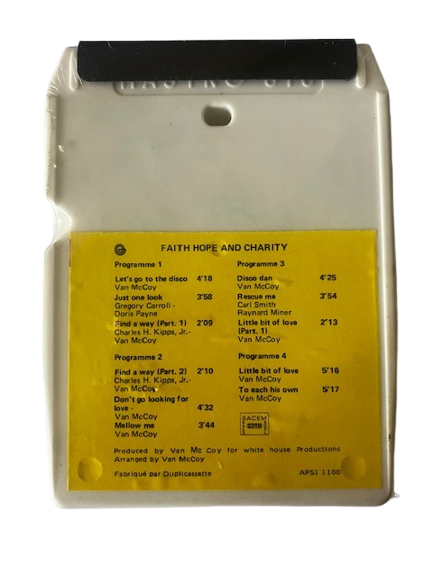 FAITH HOPE AND CHARITY
Programme 1
Let's go to the disco 4'18
Van McCoy
Just one look 3'58
Gregory Carroll -
Doris Payne
Find a way (Part. 1) 2'09
Charles H. Kipps, Jr.-
Van McCoy
Programme 2
Find a way (Part. 2) 2'10
Charles H. Kipps, Jr.-
Van McCoy
Don't go looking for
love - 4'32
Van McCoy
Mellow me 3'44
Van McCoy
Programme 3
Disco dan 4'25
Van McCoy
Rescue me 3'54
Carl Smith
Raynard Miner
Little bit of love 2'13
(Part. 1)
Van McCoy
Programme 4
Little bit of love 5'16
Van McCoy
To each his own 5'17
Van McCoy
SACEM
Produced by Van Mc Coy for white house Productions
Arranged by Van McCoy
Fabriqué par Duplicassette APSI 1100